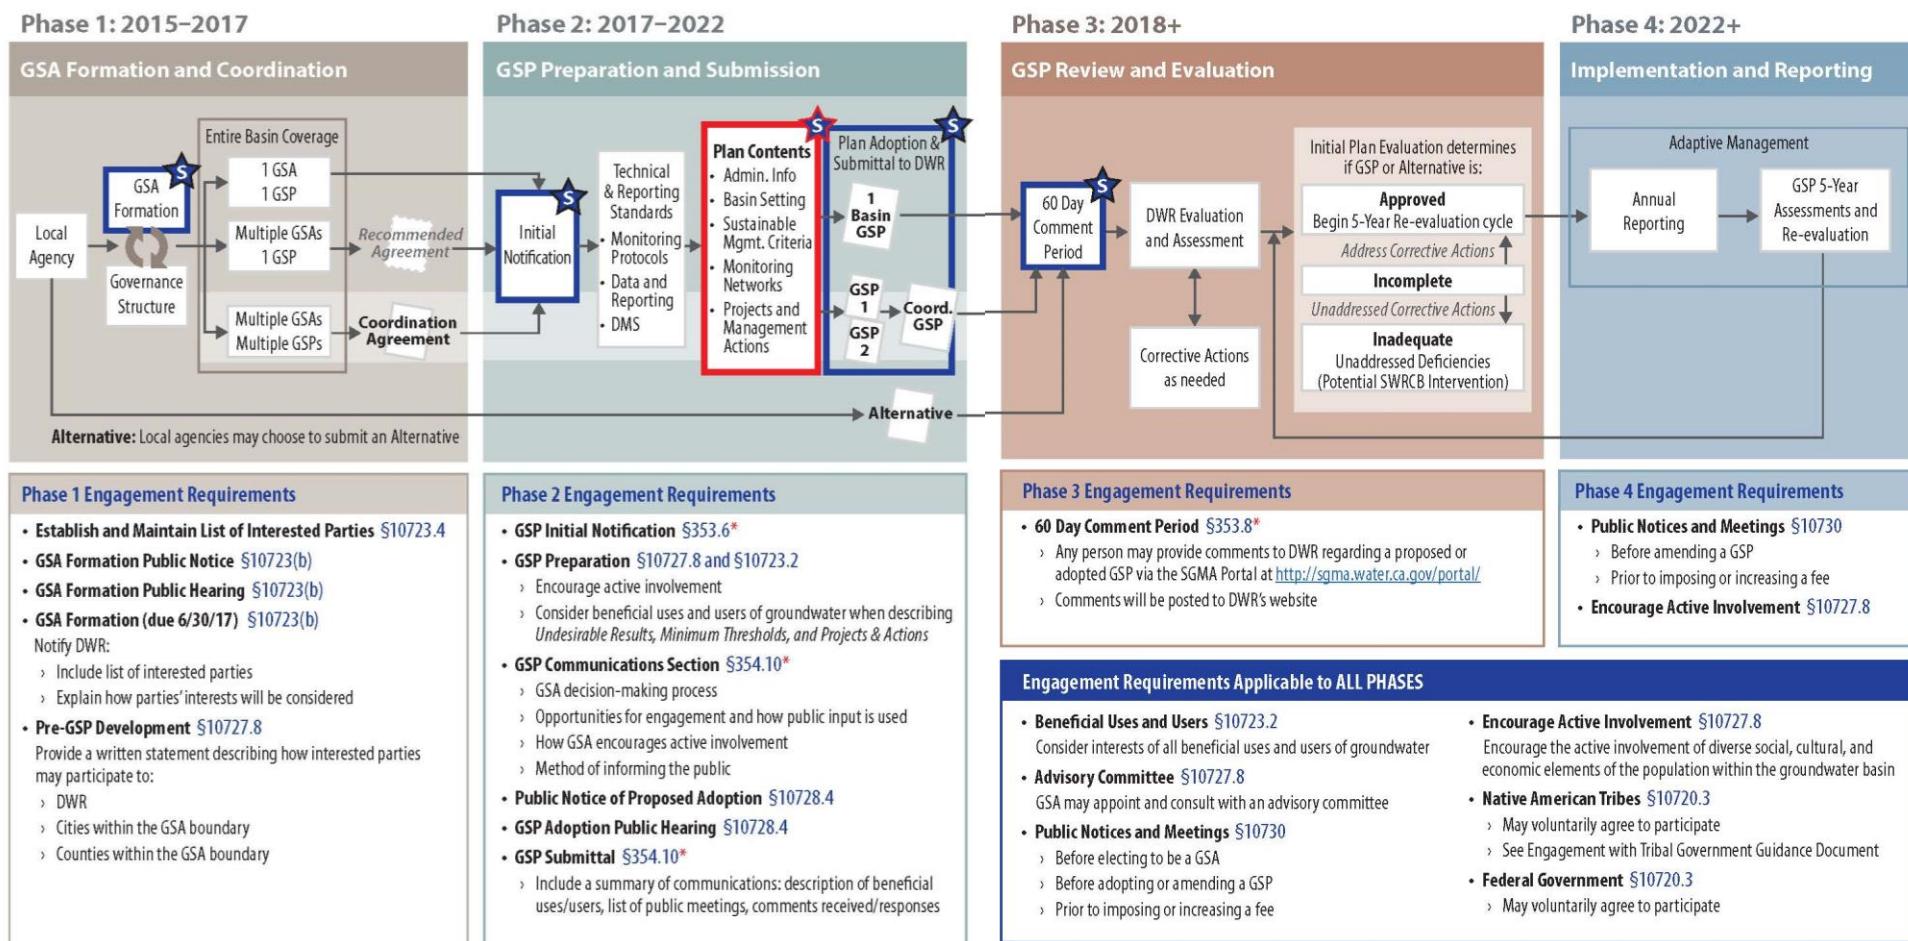 Phase 1: 2015–2017
GSA Formation and Coordination
Entire Basin Coverage
S
GSA
Formation
1 GSA
1 GSP
Local
Agency
Multiple GSAs
1 GSP
Recommended
Agreement
Governance
Structure
Multiple GSAs
Multiple GSPs
Coordination
Agreement
Alternative: Local agencies may choose to submit an Alternative
Phase 2: 2017–2022
GSP Preparation and Submission
S
Initial
Notification
Technical
& Reporting
Standards
• Monitoring
Protocols
• Data and
Reporting
• DMS
S
Plan Contents
• Admin. Info
• Basin Setting
• Sustainable
Mgmt. Criteria
• Monitoring
Networks
• Projects and
Management
Actions
S
Plan Adoption &
Submittal to DWR
1
Basin
GSP
GSP
1
GSP
2
Coord.
GSP
Alternative
Phase 3: 2018+
GSP Review and Evaluation
S
60 Day
Comment
Period
DWR Evaluation
and Assessment
Corrective Actions
as needed
Initial Plan Evaluation determines
if GSP or Alternative is:
Approved
Begin 5-Year Re-evaluation cycle
Address Corrective Actions
Incomplete
Unaddressed Corrective Actions
Inadequate
Unaddressed Deficiencies
(Potential SWRCB Intervention)
Phase 4: 2022+
Implementation and Reporting
Adaptive Management
Annual
Reporting
GSP 5-Year
Assessments and
Re-evaluation
Phase 1 Engagement Requirements
• Establish and Maintain List of Interested Parties §10723.4
• GSA Formation Public Notice §10723(b)
• GSA Formation Public Hearing §10723(b)
• GSA Formation (due 6/30/17) §10723(b)
Notify DWR:
› Include list of interested parties
› Explain how parties' interests will be considered
• Pre-GSP Development §10727.8
Provide a written statement describing how interested parties
may participate to:
› DWR
› Cities within the GSA boundary
› Counties within the GSA boundary
Phase 2 Engagement Requirements
• GSP Initial Notification §353.6*
• GSP Preparation §10727.8 and §10723.2
› Encourage active involvement
› Consider beneficial uses and users of groundwater when describing
Undesirable Results, Minimum Thresholds, and Projects & Actions
• GSP Communications Section §354.10*
› GSA decision-making process
› Opportunities for engagement and how public input is used
› How GSA encourages active involvement
› Method of informing the public
• Public Notice of Proposed Adoption §10728.4
• GSP Adoption Public Hearing §10728.4
• GSP Submittal §354.10*
› Include a summary of communications: description of beneficial
uses/users, list of public meetings, comments received/responses
Phase 3 Engagement Requirements
• 60 Day Comment Period §353.8*
› Any person may provide comments to DWR regarding a proposed or
adopted GSP via the SGMA Portal at http://sgma.water.ca.gov/portal/
› Comments will be posted to DWR's website
Phase 4 Engagement Requirements
• Public Notices and Meetings §10730
› Before amending a GSP
› Prior to imposing or increasing a fee
• Encourage Active Involvement §10727.8
Engagement Requirements Applicable to ALL PHASES
• Beneficial Uses and Users §10723.2
Consider interests of all beneficial uses and users of groundwater
• Advisory Committee §10727.8
GSA may appoint and consult with an advisory committee
• Public Notices and Meetings §10730
› Before electing to be a GSA
› Before adopting or amending a GSP
› Prior to imposing or increasing a fee
• Encourage Active Involvement §10727.8
Encourage the active involvement of diverse social, cultural, and
economic elements of the population within the groundwater basin
• Native American Tribes §10720.3
› May voluntarily agree to participate
› See Engagement with Tribal Government Guidance Document
• Federal Government §10720.3
› May voluntarily agree to participate